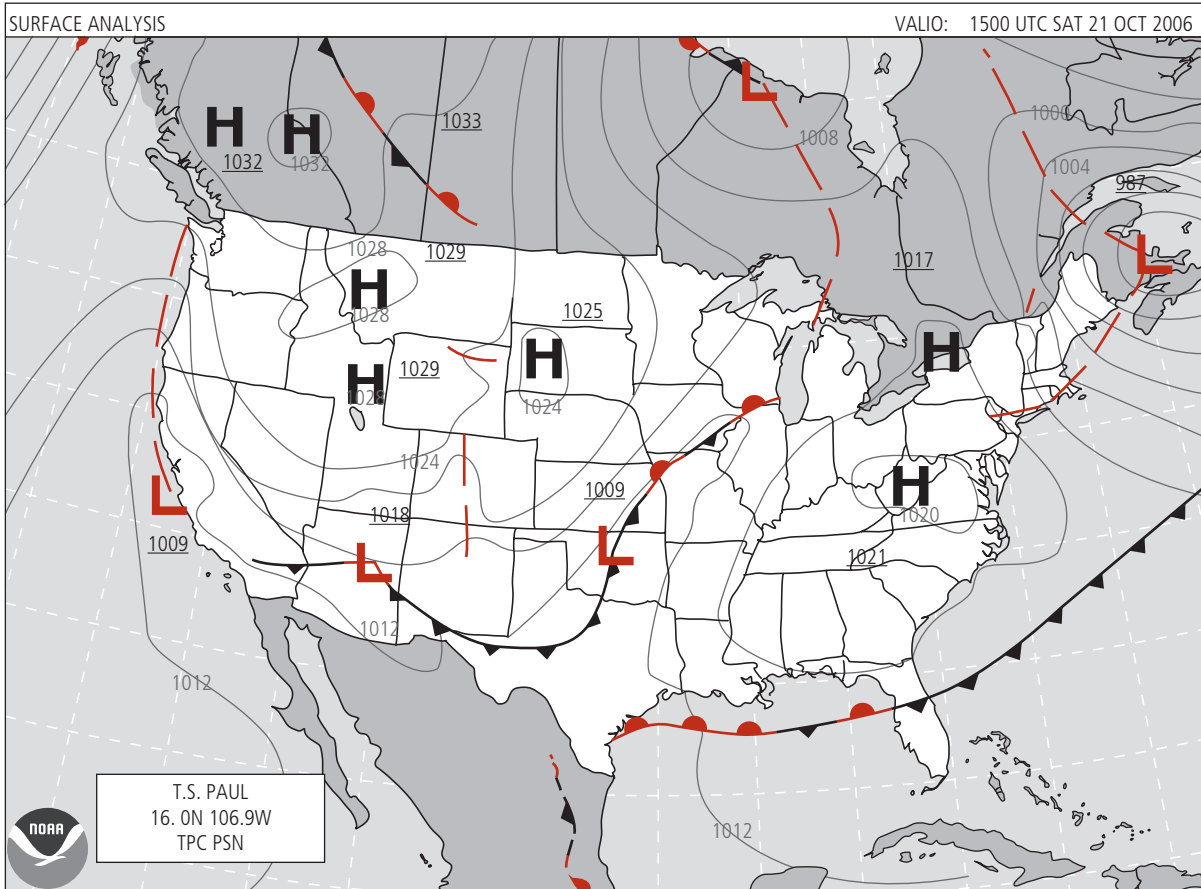 SURFACE ANALYSIS
VALIO: 1500 UTC SAT 21 OCT 2006
H
1032
H
1032
1033
L
1008
1000
1004
987
L
1028
1029
H
1028
1017
1025
H
1024
H
1028
1029
H
1024
L
1009
1018
1009
L
H
1020
1021
L
1012
1012
1012
T.S. PAUL
16. 0N 106.9W
TPC PSN
NOAA